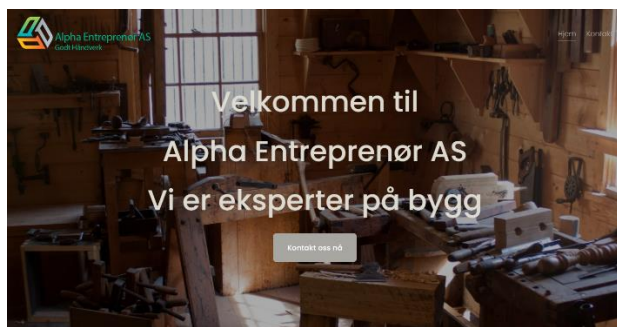 Alpha Entreprenør AS
Godt Håndverk
Hjem Kontakt
Velkommen til
Alpha Entreprenør AS
Vi er eksperter på bygg
Kontakt oss nå